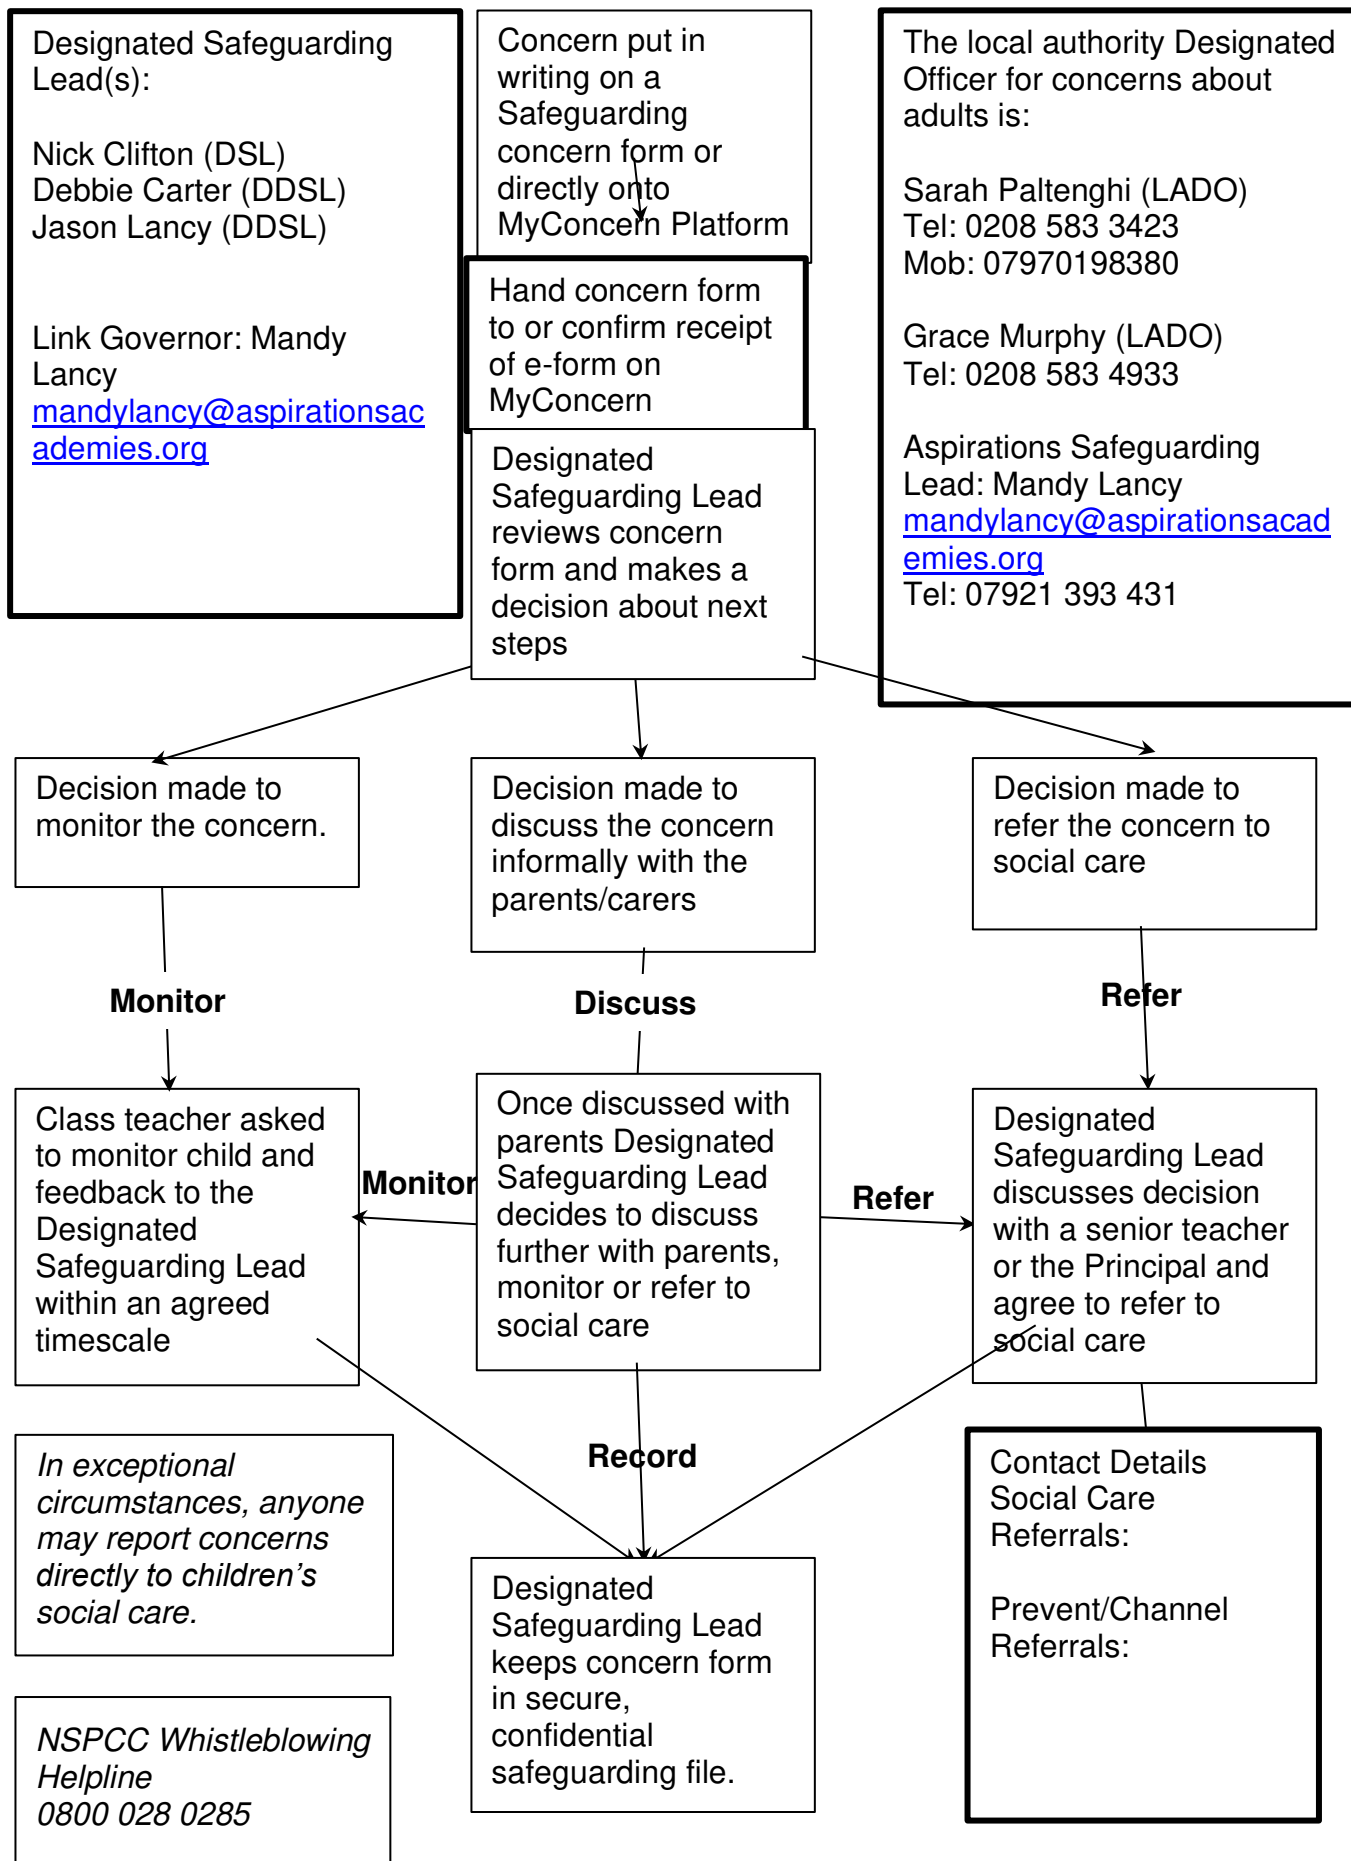 Designated Safeguarding
Lead(s):
Nick Clifton (DSL)
Debbie Carter (DDSL)
Jason Lancy (DDSL)
Link Governor: Mandy
Lancy
mandylancy@aspirationsac
ademies.org
Concern put in
writing on a
Safeguarding
concern form or
directly onto
MyConcern Platform
Hand concern form
to or confirm receipt
of e-form on
MyConcern
Designated
Safeguarding Lead
reviews concern
form and makes a
decision about next
steps
The local authority Designated
Officer for concerns about
adults is:
Sarah Paltenghi (LADO)
Tel: 0208 583 3423
Mob: 07970198380
Grace Murphy (LADO)
Tel: 0208 583 4933
Aspirations Safeguarding
Lead: Mandy Lancy
mandylancy@aspirationsacad
emies.org
Tel: 07921 393 431
Decision made to
monitor the concern.
Decision made to
discuss the concern
informally with the
parents/carers
Decision made to
refer the concern to
social care
Monitor
Discuss
Refer
Class teacher asked
to monitor child and
feedback to the
Designated
Safeguarding Lead
within an agreed
timescale
Monitor
Once discussed with
parents Designated
Safeguarding Lead
decides to discuss
further with parents,
monitor or refer to
social care
Refer
Designated
Safeguarding Lead
discusses decision
with a senior teacher
or the Principal and
agree to refer to
social care
In exceptional
circumstances, anyone
may report concerns
directly to children’s
social care.
Record
Contact Details
Social Care
Referrals:
Prevent/Channel
Referrals:
Designated
Safeguarding Lead
keeps concern form
in secure,
confidential
safeguarding file.
NSPCC Whistleblowing
Helpline
0800 028 0285